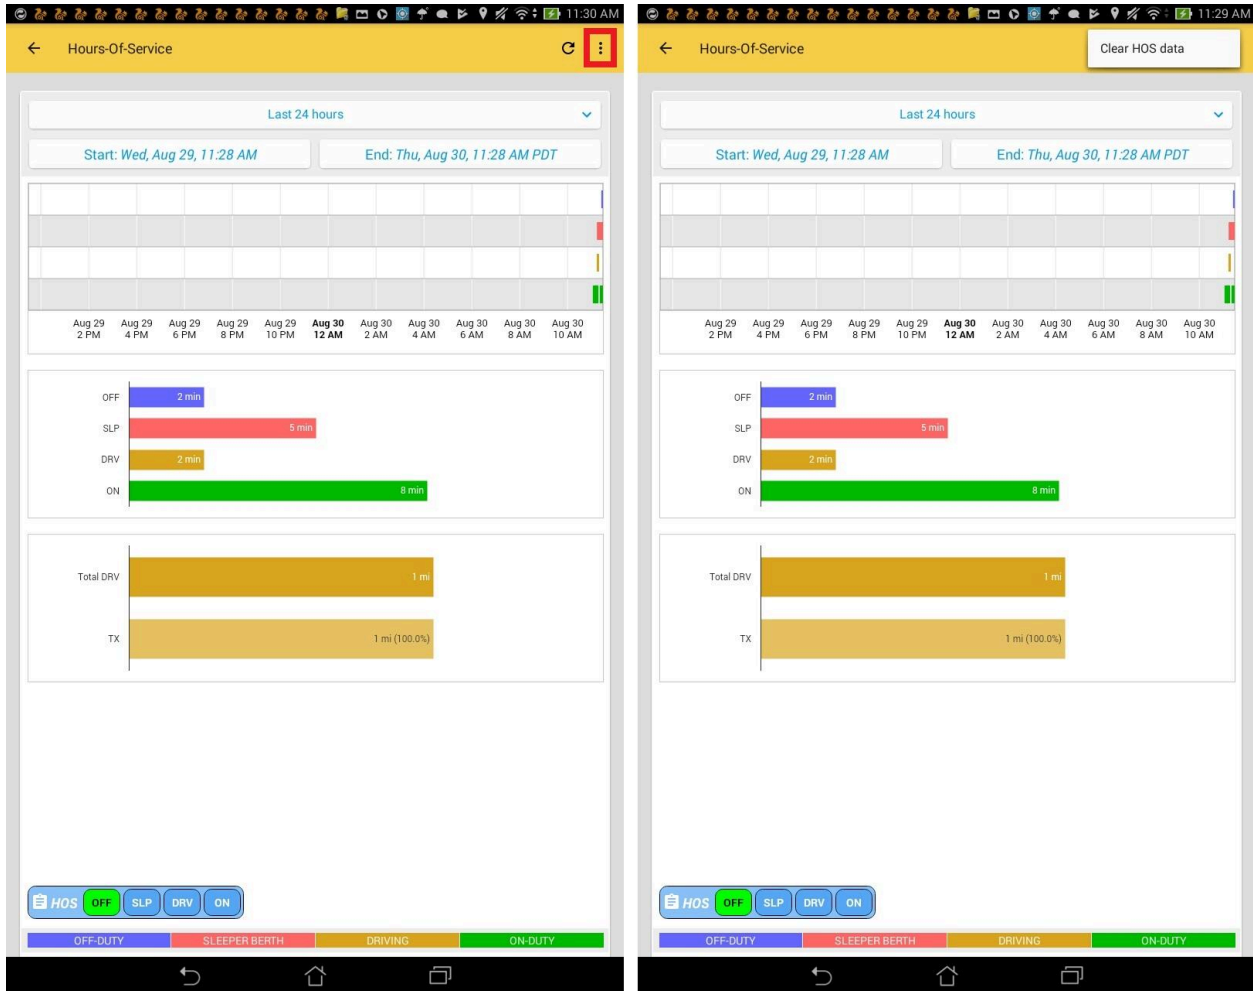 11:30 AM
Hours-Of-Service
Last 24 hours
Start: Wed, Aug 29, 11:28 AM
End: Thu, Aug 30, 11:28 AM PDT
Aug 29 Aug 29 Aug 29 Aug 29 Aug 29 Aug 30 Aug 30 Aug 30 Aug 30 Aug 30 Aug 30
2 PM 4 PM 6 PM 8 PM 10 PM 12 AM 2 AM 4 AM 6 AM 8 AM 10 AM
OFF 2 min
SLP 5 min
DRV 2 min
ON 8 min
Total DRV 1 mi
TX 1 mi (100.0%)
HOS OFF SLP DRV ON
OFF-DUTY SLEEPER BERTH DRIVING ON-DUTY
11:29 AM
Hours-Of-Service
Clear HOS data
Last 24 hours
Start: Wed, Aug 29, 11:28 AM
End: Thu, Aug 30, 11:28 AM PDT
Aug 29 Aug 29 Aug 29 Aug 29 Aug 29 Aug 30 Aug 30 Aug 30 Aug 30 Aug 30 Aug 30
2 PM 4 PM 6 PM 8 PM 10 PM 12 AM 2 AM 4 AM 6 AM 8 AM 10 AM
OFF 2 min
SLP 5 min
DRV 2 min
ON 8 min
Total DRV 1 mi
TX 1 mi (100.0%)
HOS OFF SLP DRV ON
OFF-DUTY SLEEPER BERTH DRIVING ON-DUTY